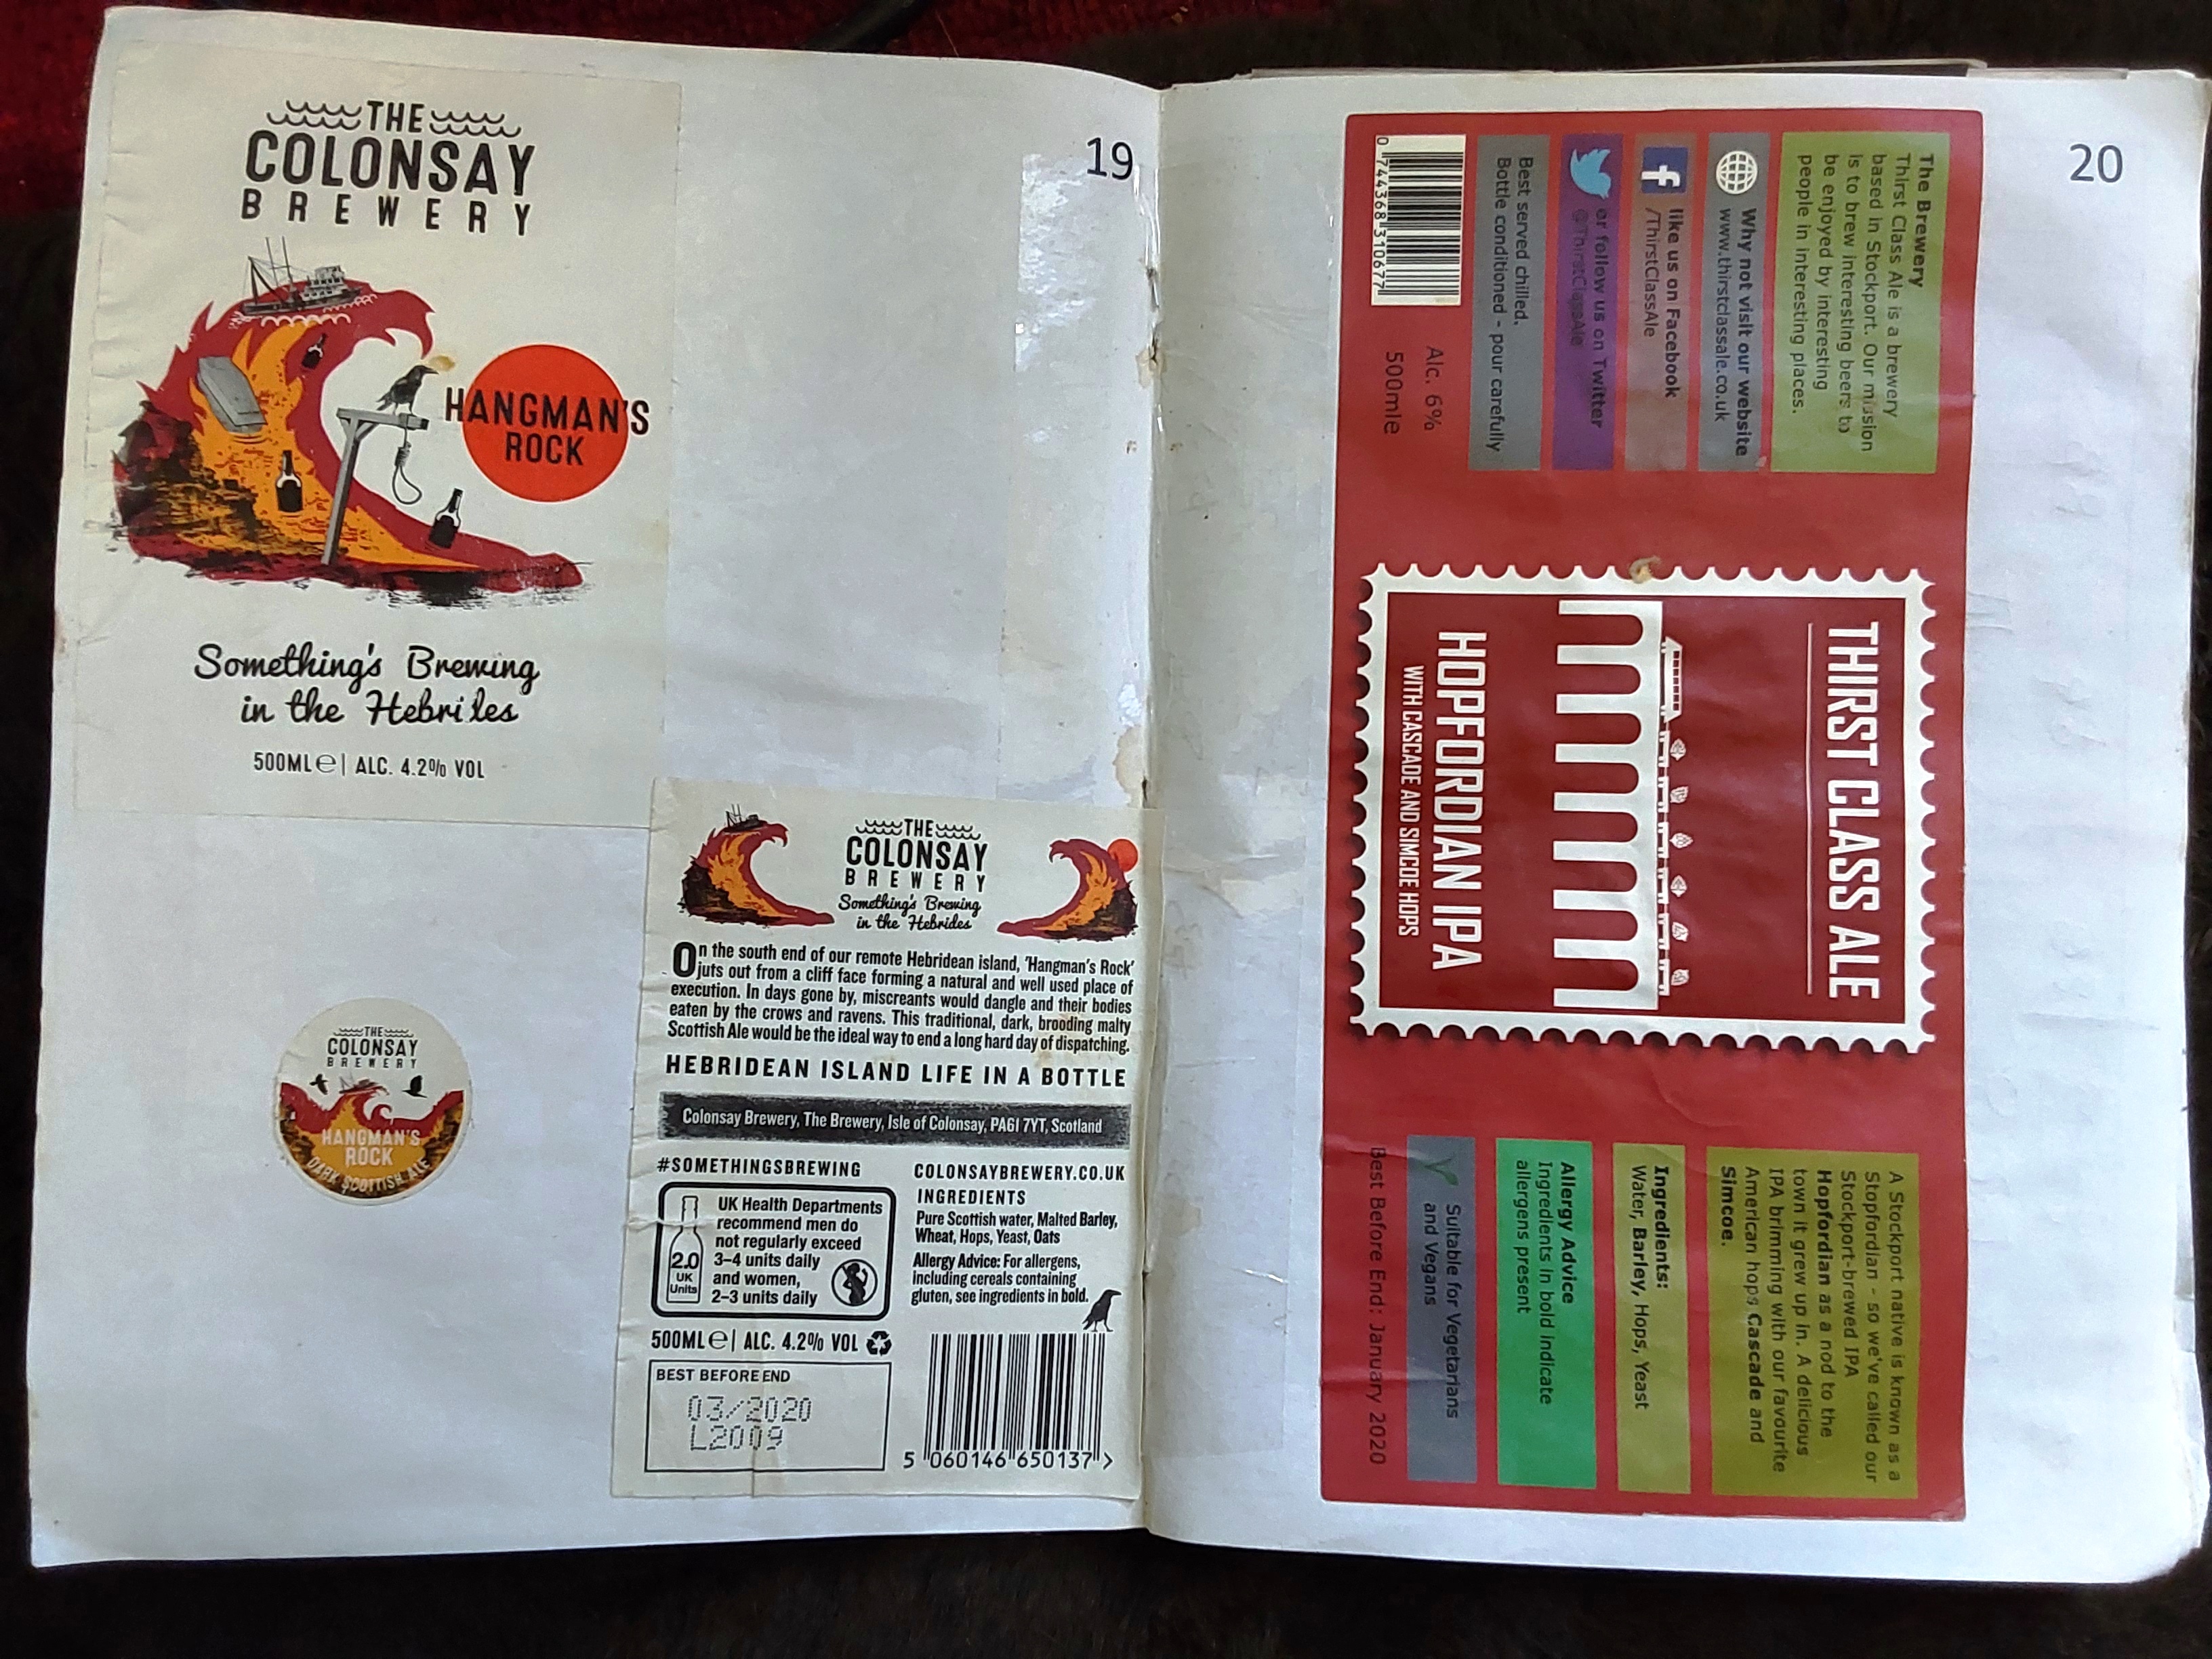 19
THE
COLONSAY
BREWERY
HANGMAN'S
ROCK
Something's Brewing
in the Hebrides
500ML℮ | ALC. 4.2% VOL
THE
COLONSAY
BREWERY
HANGMAN'S
ROCK
DARK SCOTTISH ALE
THE
COLONSAY
BREWERY
Something's Brewing
in the Hebrides
On the south end of our remote Hebridean island, 'Hangman's Rock'
juts out from a cliff face forming a natural and well used place of
execution. In days gone by, miscreants would dangle and their bodies
eaten by the crows and ravens. This traditional, dark, brooding malty
Scottish Ale would be the ideal way to end a long hard day of dispatching.
HEBRIDEAN ISLAND LIFE IN A BOTTLE
Colonsay Brewery, The Brewery, Isle of Colonsay, PA61 7YT, Scotland
#SOMETHINGSBREWING
UK Health Departments
recommend men do
not regularly exceed
3–4 units daily
and women,
2–3 units daily
2.0
UK
Units
500ML℮ | ALC. 4.2% VOL
BEST BEFORE END
03/2020
L2009
COLONSAYBREWERY.CO.UK
INGREDIENTS
Pure Scottish water, Malted Barley,
Wheat, Hops, Yeast, Oats
Allergy Advice: For allergens,
including cereals containing
gluten, see ingredients in bold.
5 060146 650137 >
20
The Brewery
Thirst Class Ale is a brewery
based in Stockport. Our mission
is to brew interesting beers to
be enjoyed by interesting
people in interesting places.
Why not visit our website
www.thirstclassale.co.uk
like us on Facebook
/ThirstClassAle
or follow us on Twitter
@ThirstClassAle
Best served chilled.
Bottle conditioned - pour carefully
0 744368 310677
Alc. 6%
500mle
THIRST CLASS ALE
HOPFORDIAN IPA
WITH CASCADE AND SIMCOE HOPS
A Stockport native is known as a
Stopfordian - so we've called our
Stockport-brewed IPA
Hopfordian as a nod to the
town it grew up in. A delicious
IPA brimming with our favourite
American hops Cascade and
Simcoe.
Ingredients:
Water, Barley, Hops, Yeast
Allergy Advice
Ingredients in bold indicate
allergens present
Suitable for Vegetarians
and Vegans
Best Before End: January 2020